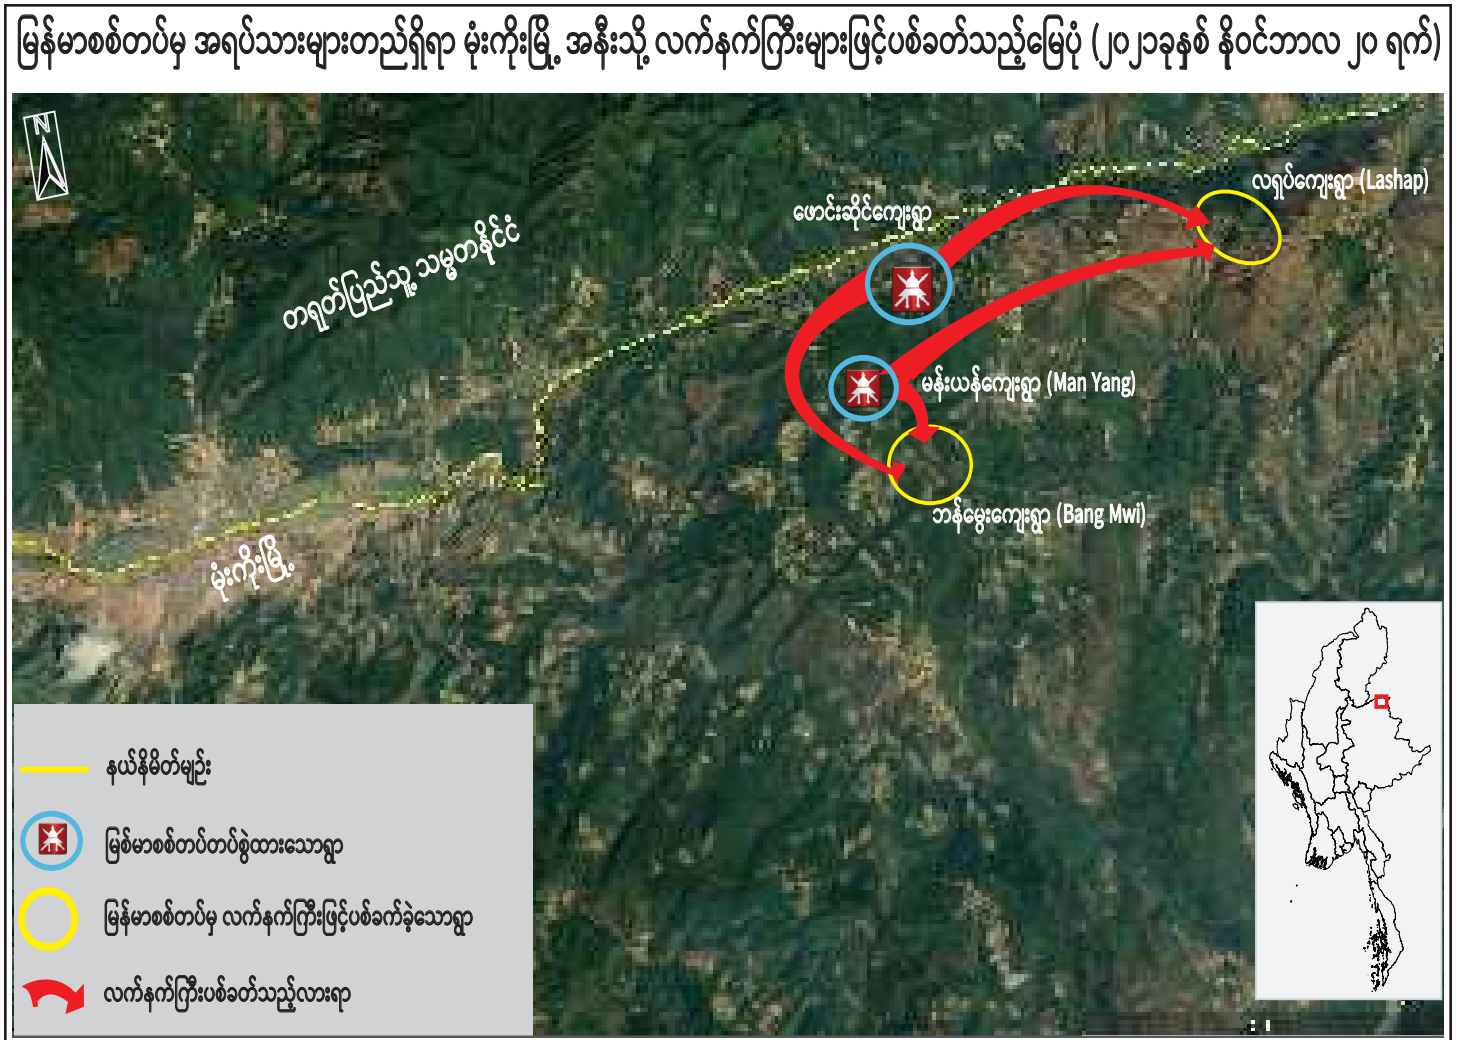 မြန်မာစစ်တပ်မှ အရပ်သားများတည်ရှိရာ မုံးကိုးမြို့ အနီးသို့ လက်နက်ကြီးများဖြင့်ပစ်ခတ်သည့်မြေပုံ (၂၀၂၁ခုနှစ် နိုဝင်ဘာလ ၂၀ ရက်)
N
လရှပ်ကျေးရွာ (Lashap)
ဖောင်းဆိုင်ကျေးရွာ
တရုတ်ပြည်သူ့ သမ္မတနိုင်ငံ
မန်းယန်ကျေးရွာ (Man Yang)
ဘန်မွေးကျေးရွာ (Bang Mwi)
မုံးကိုးမြို့
နယ်နိမိတ်မျဉ်း
မြစ်မာစစ်တပ်တပ်စွဲထားသောရွာ
မြန်မာစစ်တပ်မှ လက်နက်ကြီးဖြင့်ပစ်ခက်ခဲ့သောရွာ
လက်နက်ကြီးပစ်ခတ်သည့်လားရာ